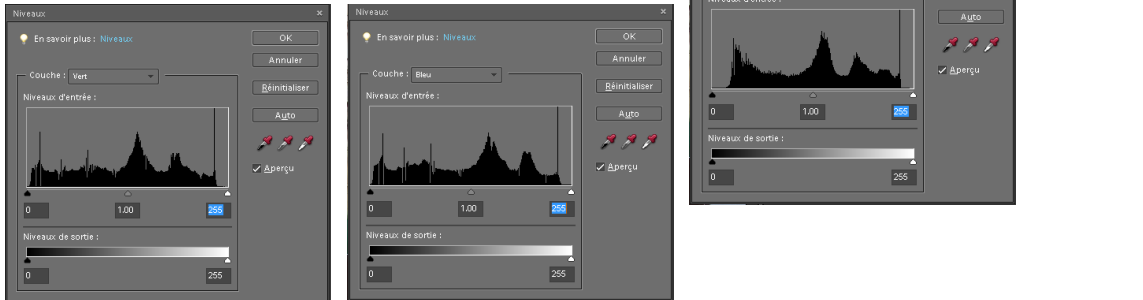 Niveaux
En savoir plus : Niveaux
OK
Annuler
Couche : Vert
Réinitialiser
Niveaux d'entrée :
Auto
Aperçu
0 1.00 255
Niveaux de sortie :
0 255
Niveaux
En savoir plus : Niveaux
OK
Annuler
Couche : Bleu
Réinitialiser
Niveaux d'entrée :
Auto
Aperçu
0 1.00 255
Niveaux de sortie :
0 255
Niveaux d'entrée :
Auto
Aperçu
0 1.00 255
Niveaux de sortie :
0 255